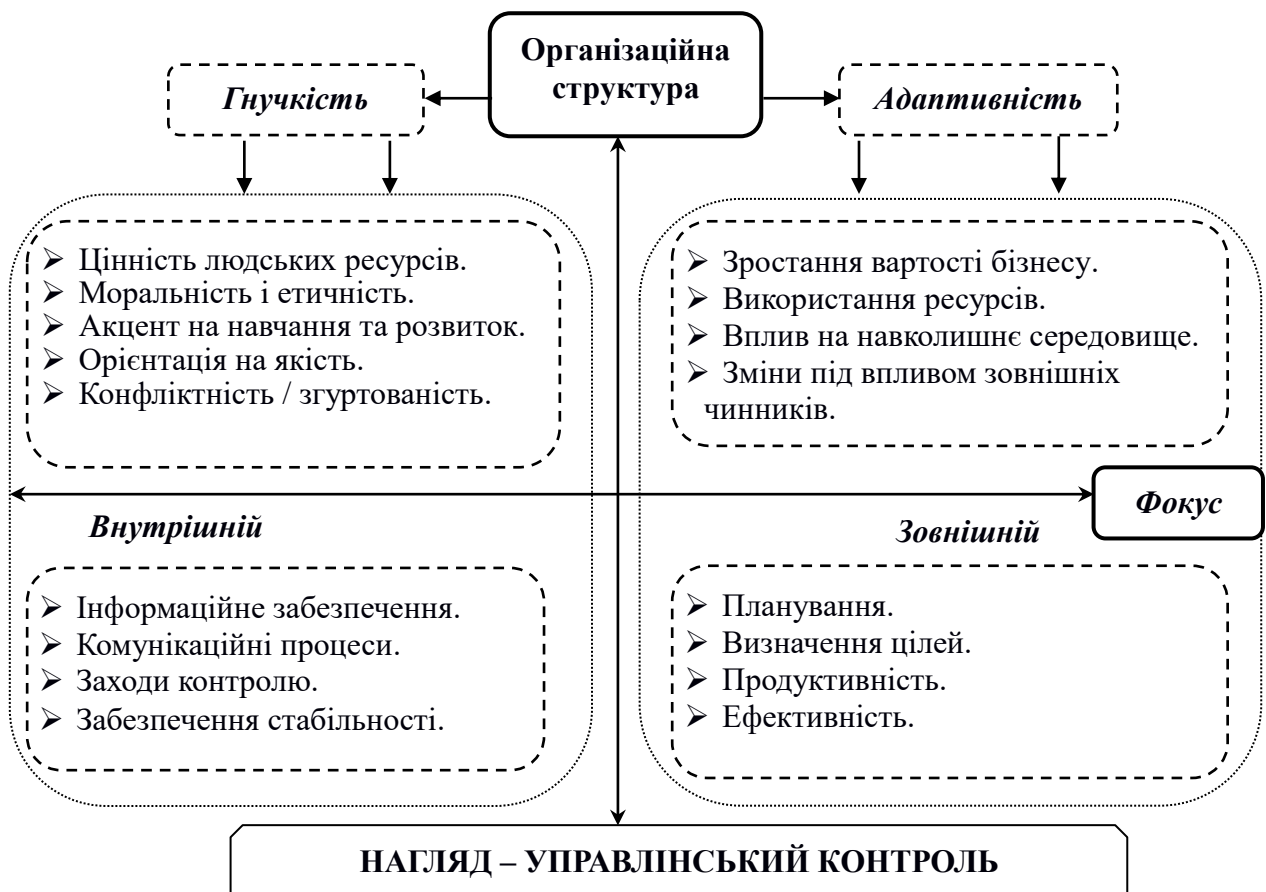 Організаційна
структура
Гнучкість
Адаптивність
➢ Цінність людських ресурсів.
➢ Моральність і етичність.
➢ Акцент на навчання та розвиток.
➢ Орієнтація на якість.
➢ Конфліктність / згуртованість.
➢ Зростання вартості бізнесу.
➢ Використання ресурсів.
➢ Вплив на навколишнє середовище.
➢ Зміни під впливом зовнішніх
чинників.
Фокус
Внутрішній
Зовнішній
➢ Інформаційне забезпечення.
➢ Комунікаційні процеси.
➢ Заходи контролю.
➢ Забезпечення стабільності.
➢ Планування.
➢ Визначення цілей.
➢ Продуктивність.
➢ Ефективність.
НАГЛЯД – УПРАВЛІНСЬКИЙ КОНТРОЛЬ